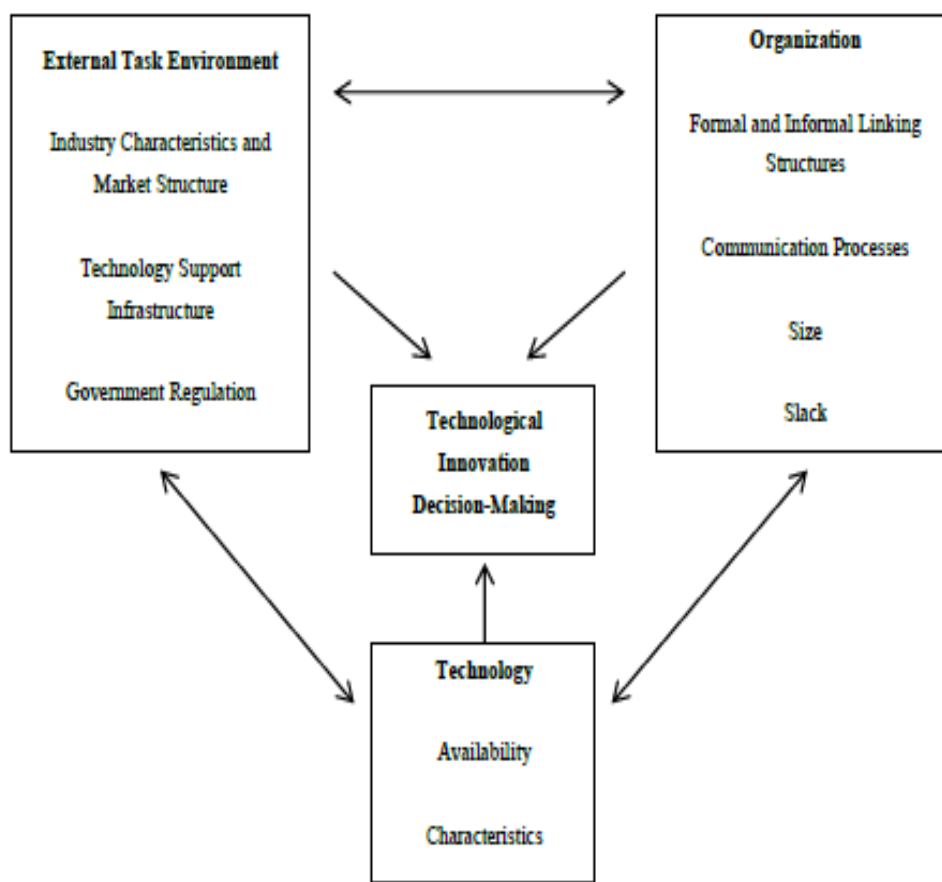 External Task Environment
Industry Characteristics and
Market Structure
Technology Support
Infrastructure
Government Regulation
Organization
Formal and Informal Linking
Structures
Communication Processes
Size
Slack
Technological
Innovation
Decision-Making
Technology
Availability
Characteristics